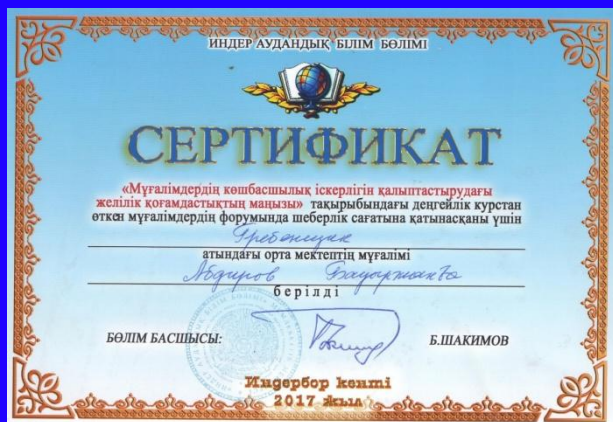 ИНДЕР АУДАНДЫҚ БІЛІМ БӨЛІМІ
СЕРТИФИКАТ
«Мұғалімдердің көшбасшылық іскерлігін қалыптастырудағы
желілік қоғамдастықтың маңызы» тақырыбындағы деңгейлік курстан
өткен мұғалімдердің форумында шеберлік сағатына қатынасқаны үшін
Гребенщик
атындағы орта мектептің мұғалімі
Абдиров Бауыржанға
берілді
БӨЛІМ БАСШЫСЫ: Б.ШАКИМОВ
Индербор кенті
2017 жыл